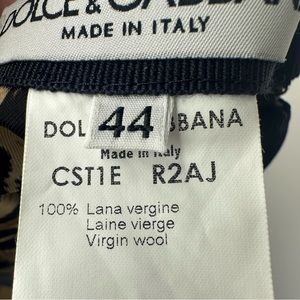 DOLCE & GABBANA
MADE IN ITALY
44
DOL BBANA
Made in Italy
CST1E R2AJ
100% Lana vergine
Laine vierge
Virgin wool